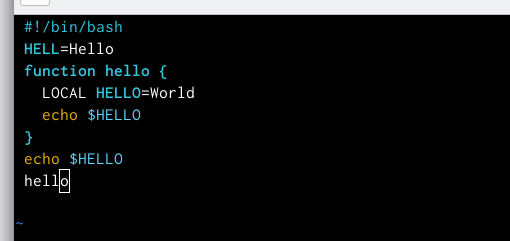 #!/bin/bash
HELL=Hello
function hello {
  LOCAL HELLO=World
  echo $HELLO
}
echo $HELLO
hello
~